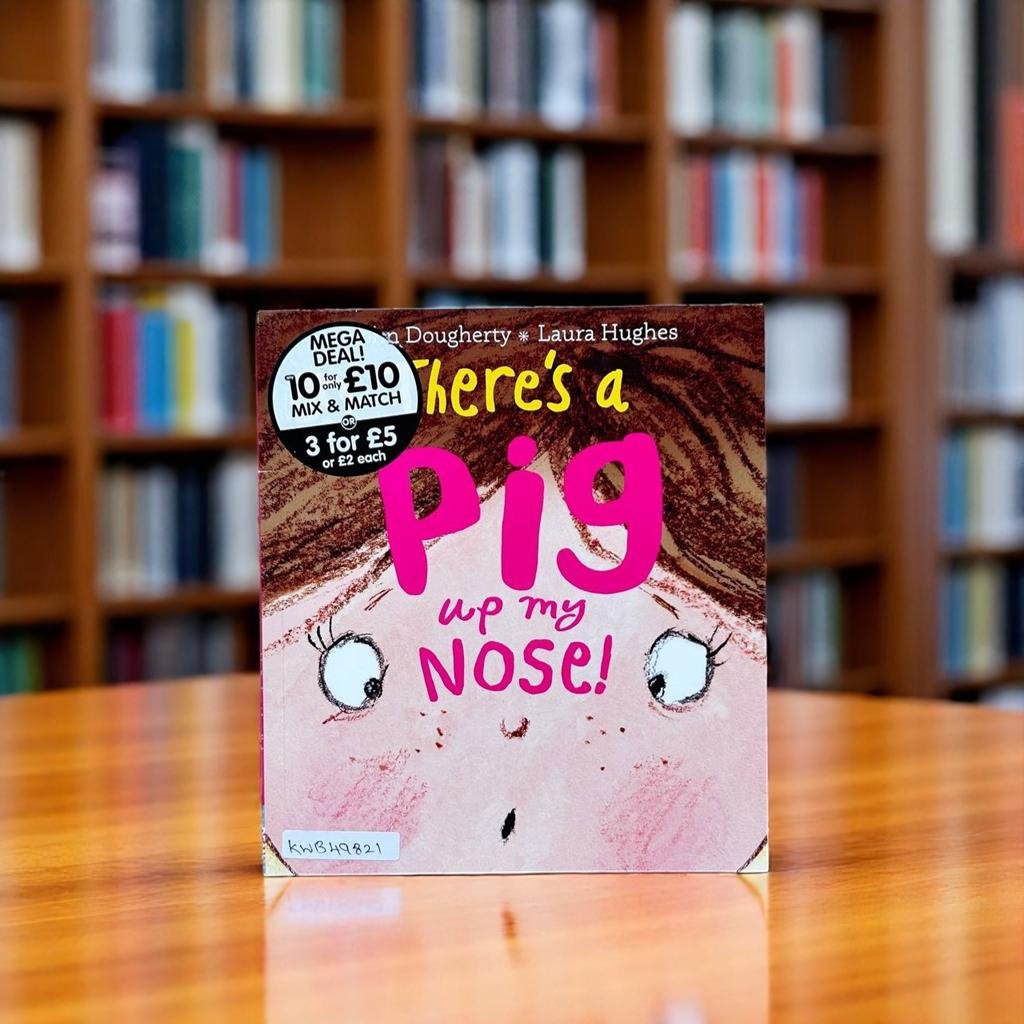 MEGA
DEAL!
10 for only £10
MIX & MATCH
OR
3 for £5
or £2 each
Dougherty * Laura Hughes
There's a
Pig
up my
NOSe!
KWB49821